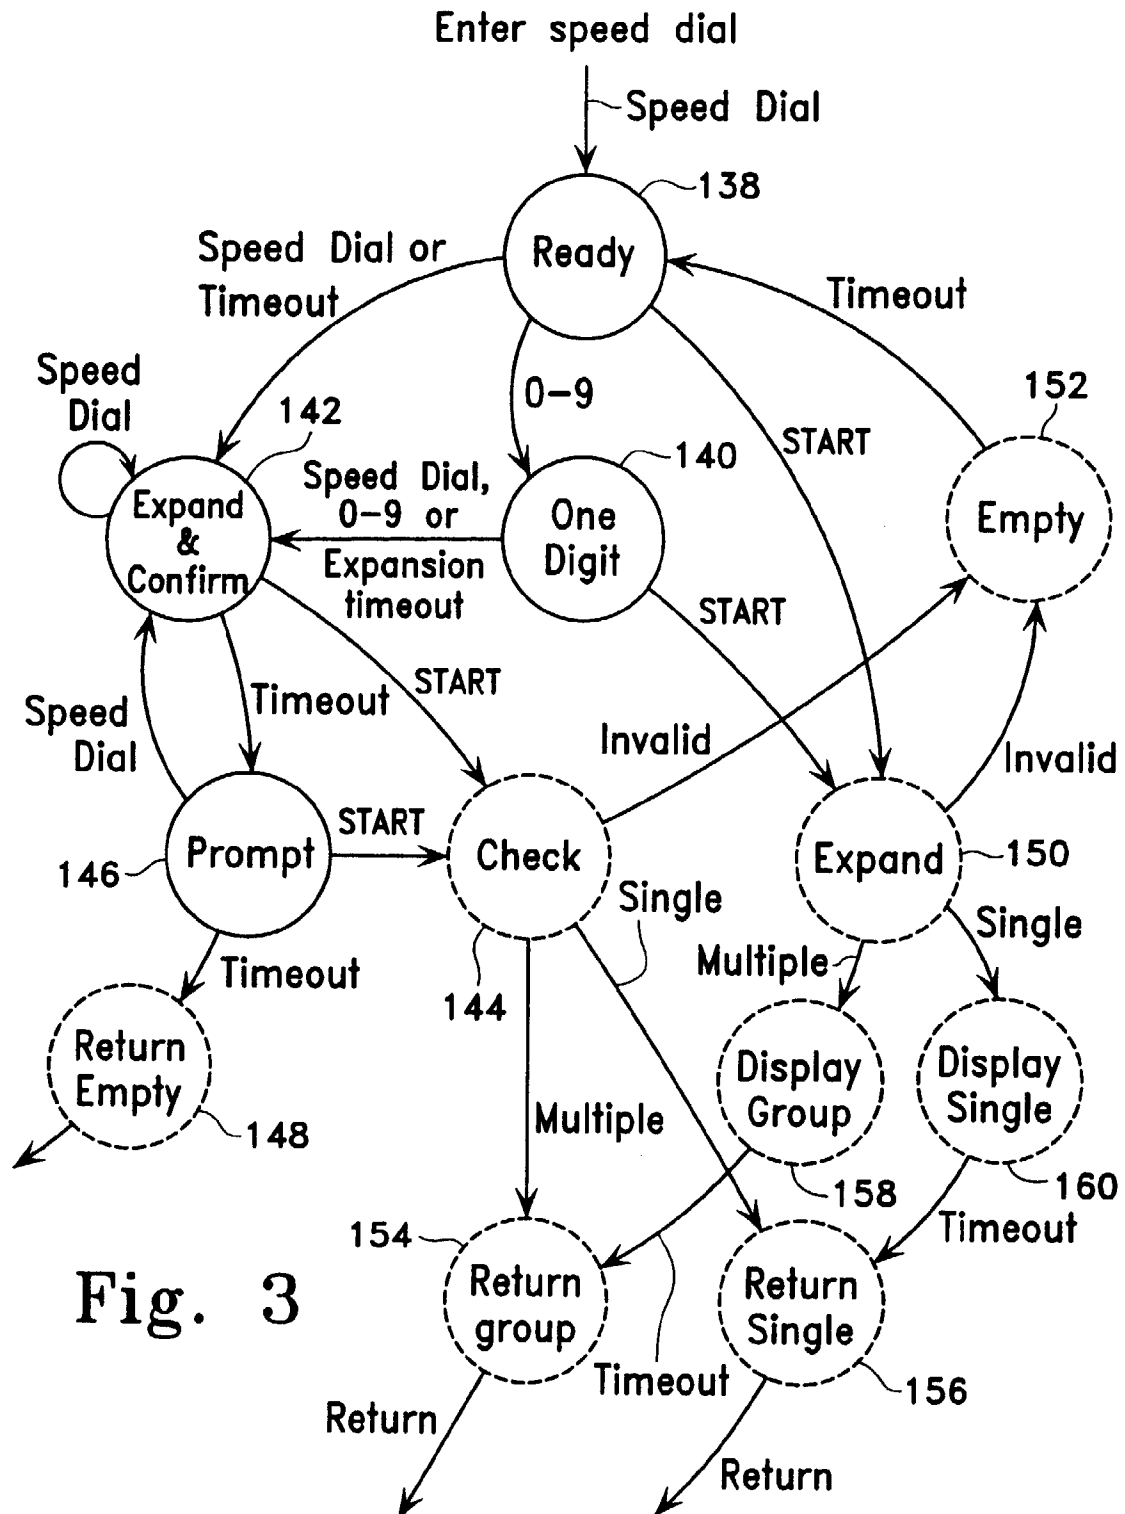 Enter speed dial
Speed Dial
138
Ready
Speed Dial or
Timeout
Timeout
Speed
Dial
142
0-9
152
START
140
Speed Dial,
0-9 or
Expansion
timeout
Expand
&
Confirm
One
Digit
Empty
START
START
Timeout
Speed
Dial
Invalid
Invalid
START
Prompt
146
Check
Expand
150
Single
Single
Multiple
Timeout
144
Return
Empty
148
Display
Group
Display
Single
Multiple
158
160
Timeout
154
Return
group
Return
Single
Fig. 3
Timeout
156
Return
Return